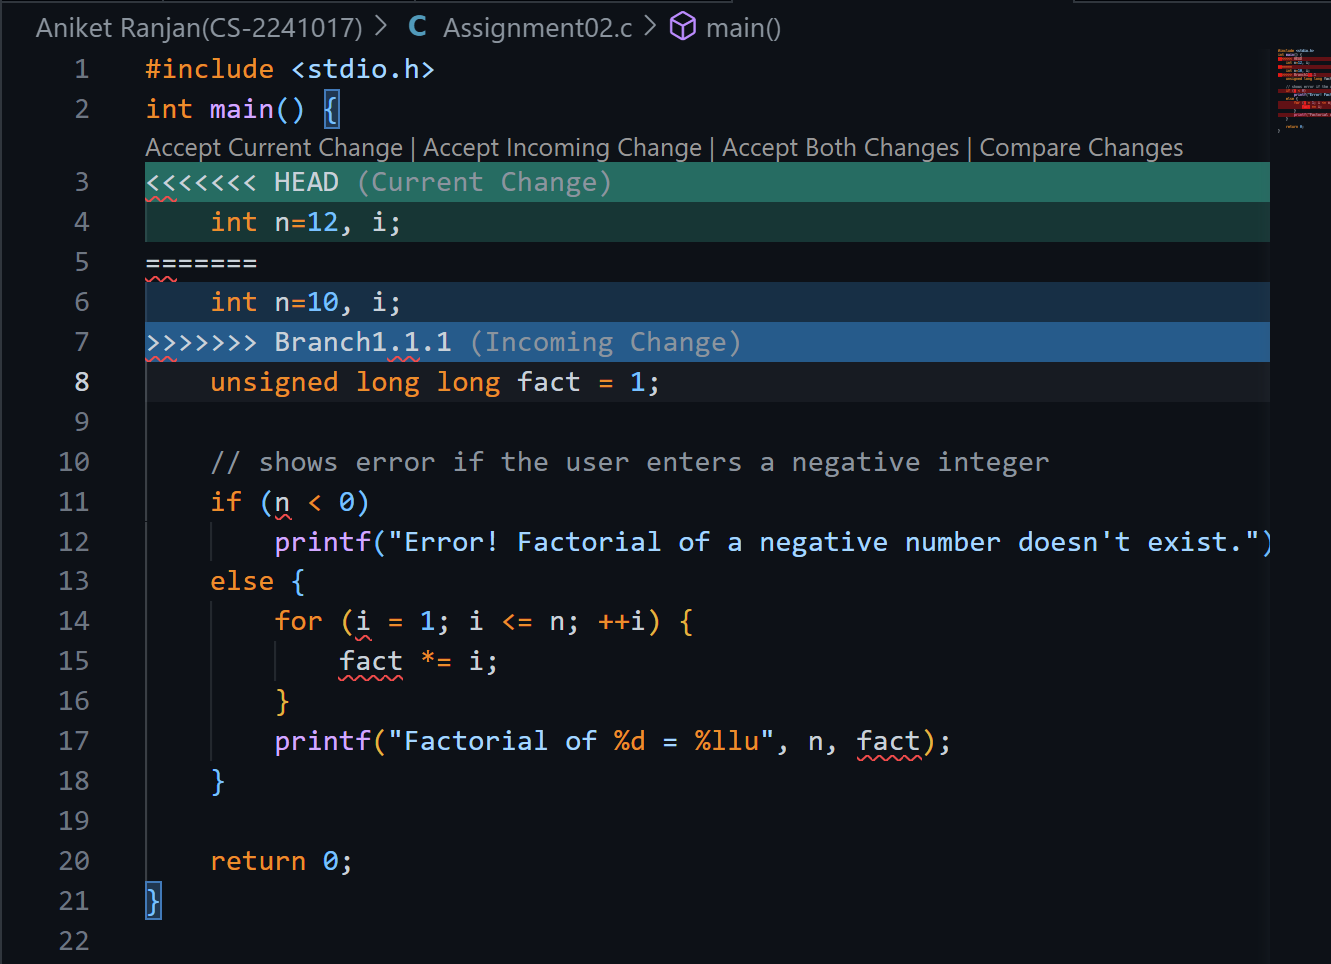 Aniket Ranjan(CS-2241017) > C Assignment02.c > main()
1 #include <stdio.h>
2 int main() {
Accept Current Change | Accept Incoming Change | Accept Both Changes | Compare Changes
3 <<<<<<< HEAD (Current Change)
4     int n=12, i;
5 =======
6     int n=10, i;
7 >>>>>>> Branch1.1.1 (Incoming Change)
8     unsigned long long fact = 1;
9
10     // shows error if the user enters a negative integer
11     if (n < 0)
12         printf("Error! Factorial of a negative number doesn't exist.")
13     else {
14         for (i = 1; i <= n; ++i) {
15             fact *= i;
16         }
17         printf("Factorial of %d = %llu", n, fact);
18     }
19
20     return 0;
21 }
22